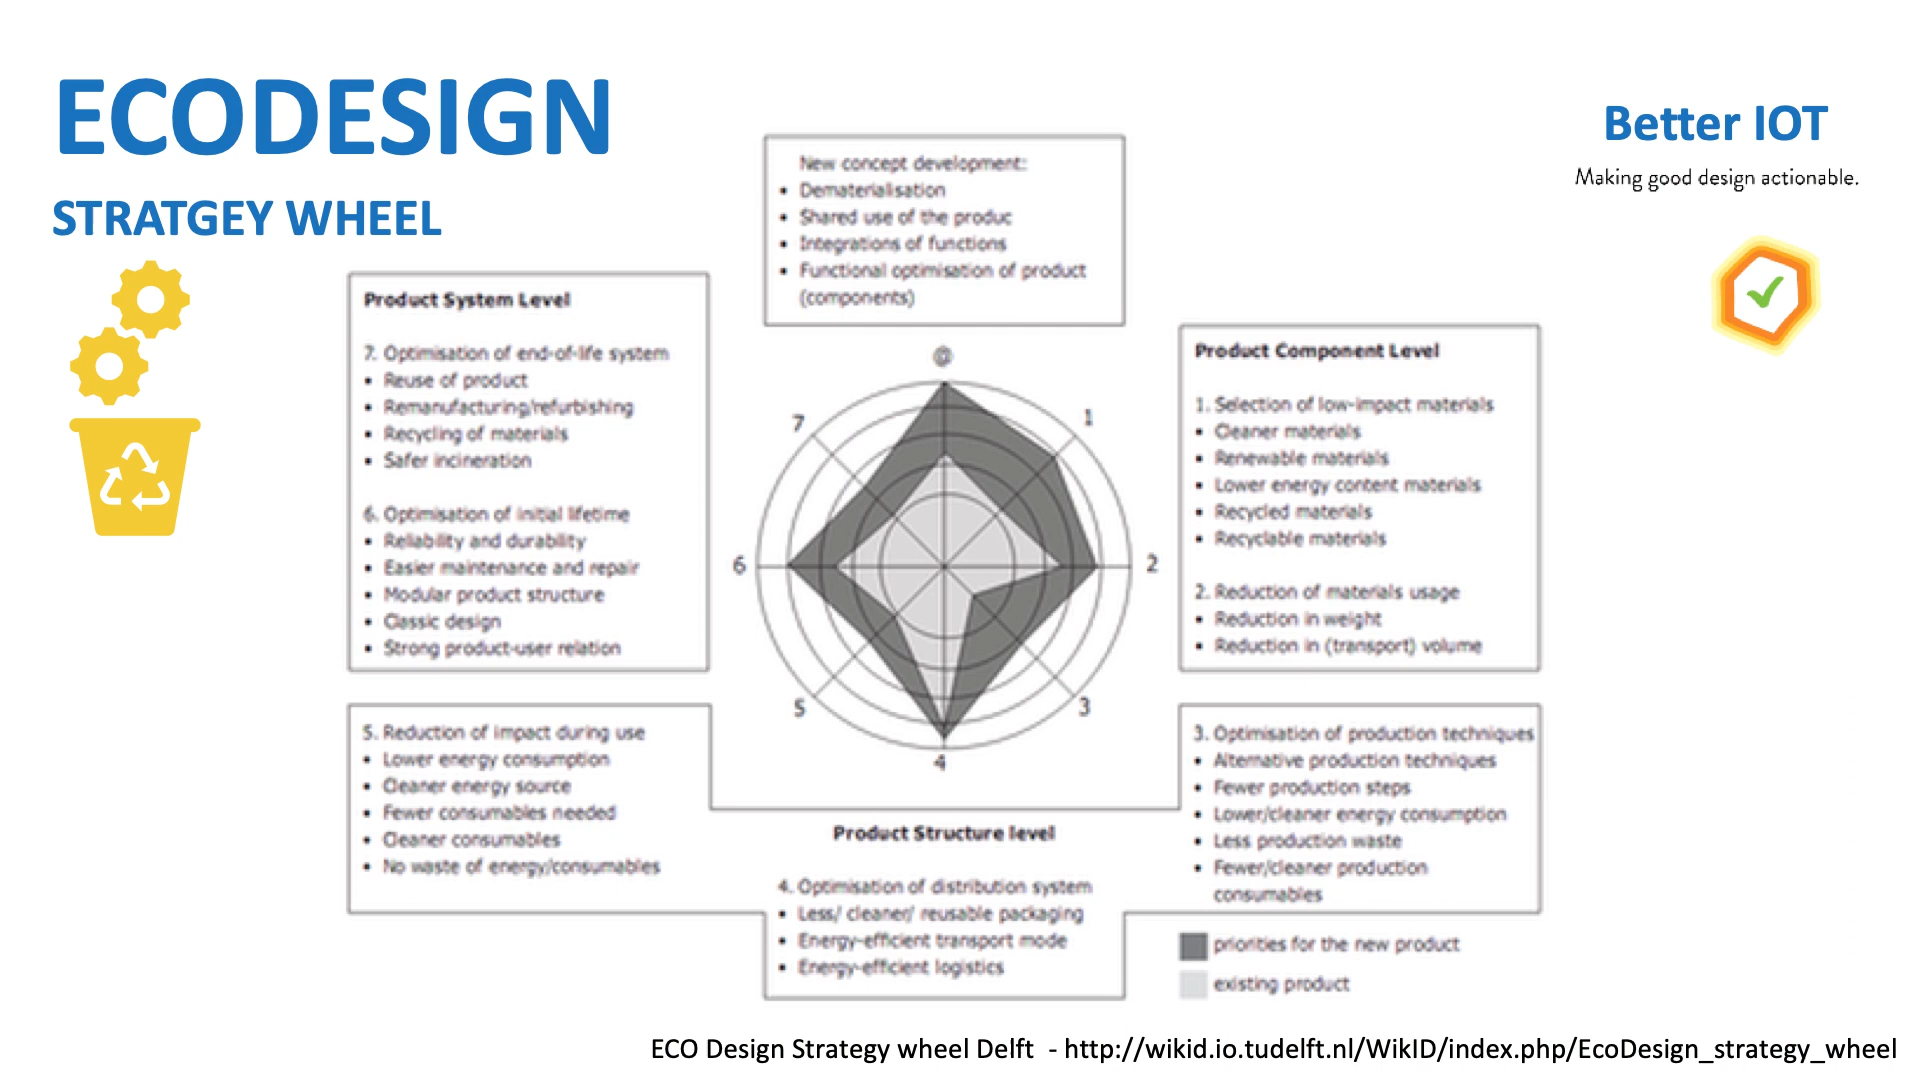 ECODESIGN
STRATGEY WHEEL
Better IOT
Making good design actionable.
New concept development:
• Dematerialisation
• Shared use of the produc
• Integrations of functions
• Functional optimisation of product
(components)
Product System Level
7. Optimisation of end-of-life system
• Reuse of product
• Remanufacturing/refurbishing
• Recycling of materials
• Safer incineration
6. Optimisation of initial lifetime
• Reliability and durability
• Easier maintenance and repair
• Modular product structure
• Classic design
• Strong product-user relation
@
1
2
3
4
5
6
7
Product Component Level
1. Selection of low-impact materials
• Cleaner materials
• Renewable materials
• Lower energy content materials
• Recycled materials
• Recyclable materials
2. Reduction of materials usage
• Reduction in weight
• Reduction in (transport) volume
5. Reduction of impact during use
• Lower energy consumption
• Cleaner energy source
• Fewer consumables needed
• Cleaner consumables
• No waste of energy/consumables
Product Structure level
4. Optimisation of distribution system
• Less/ cleaner/ reusable packaging
• Energy-efficient transport mode
• Energy-efficient logistics
3. Optimisation of production techniques
• Alternative production techniques
• Fewer production steps
• Lower/cleaner energy consumption
• Less production waste
• Fewer/cleaner production
consumables
priorities for the new product
existing product
ECO Design Strategy wheel Delft - http://wikid.io.tudelft.nl/WikID/index.php/EcoDesign_strategy_wheel